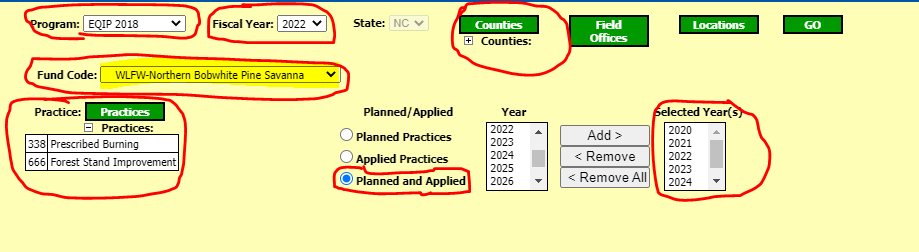 Program: EQIP 2018 Fiscal Year: 2022 State: NC Counties Field Offices Locations GO
Counties:
Fund Code: WLFW-Northern Bobwhite Pine Savanna
Practice: Practices Planned/Applied Year Selected Year(s)
Practices:
338 Prescribed Burning
666 Forest Stand Improvement
Planned Practices
Applied Practices
Planned and Applied
2022
2023
2024
2025
2026
Add >
< Remove
< Remove All
2020
2021
2022
2023
2024